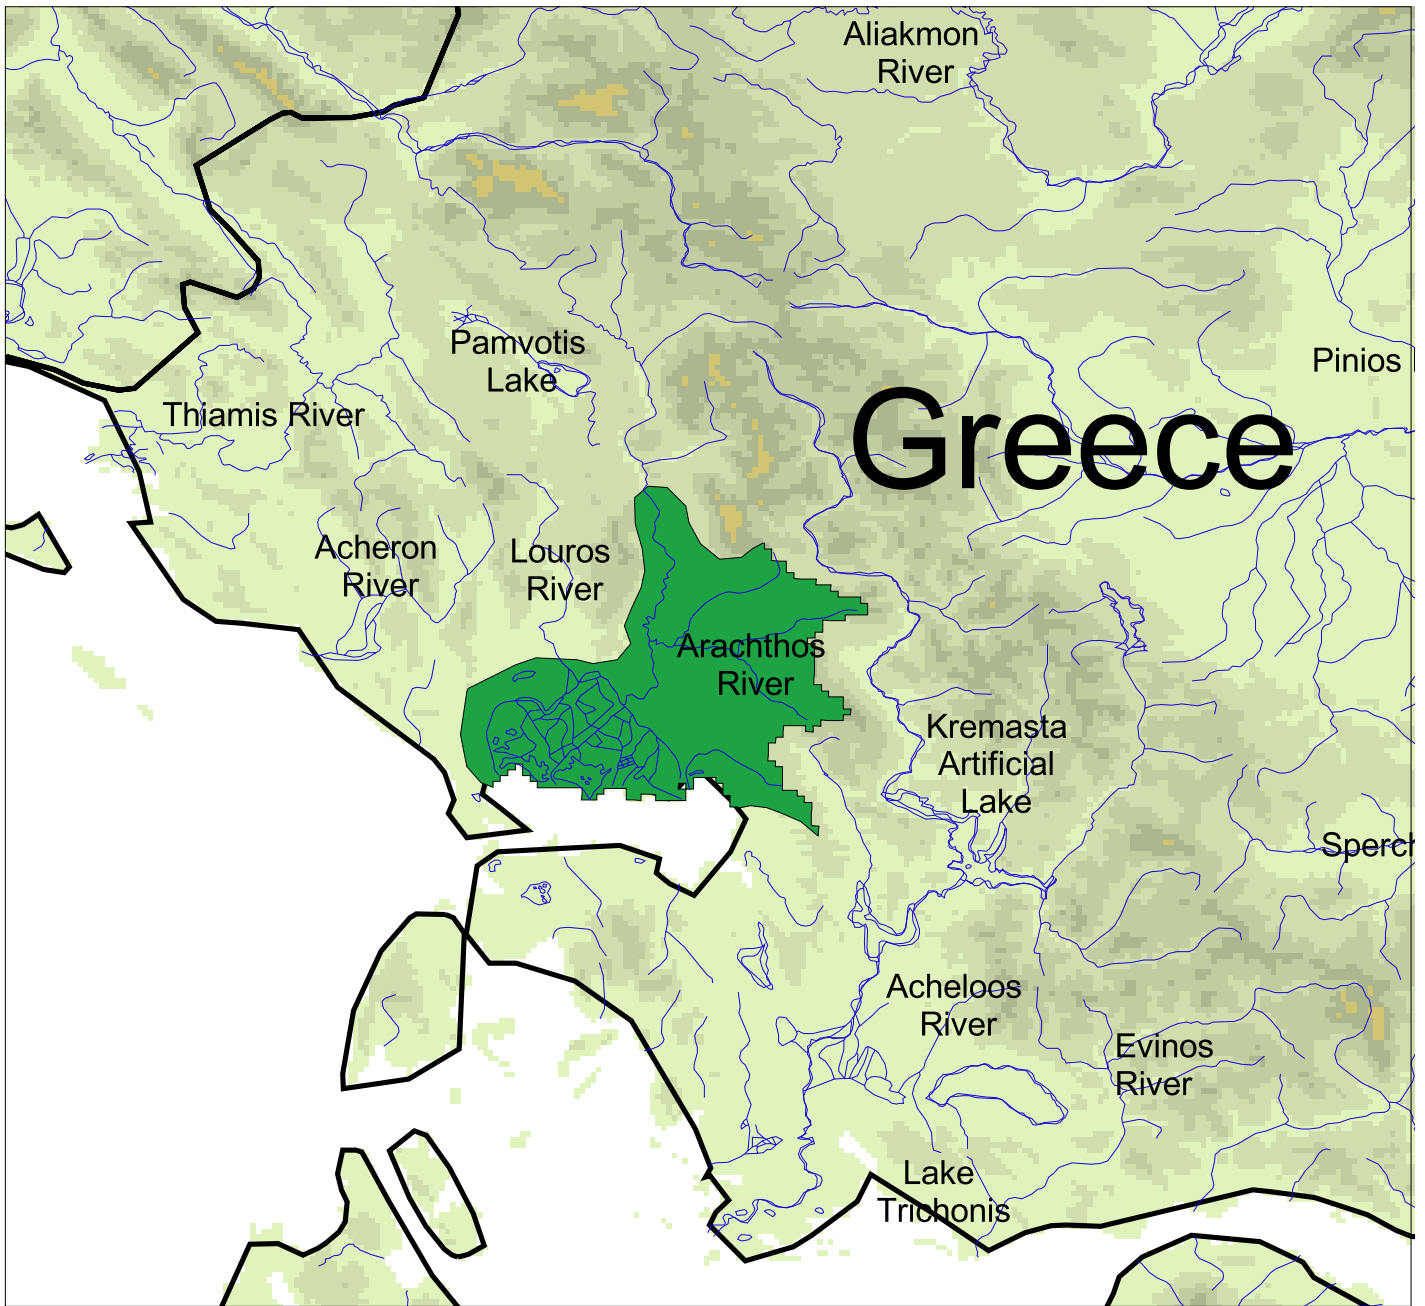 Aliakmon
River
Pamvotis
Lake
Pinios
Thiamis River
Greece
Acheron
River
Louros
River
Arachthos
River
Kremasta
Artificial
Lake
Sperch
Acheloos
River
Evinos
River
Lake
Trichonis